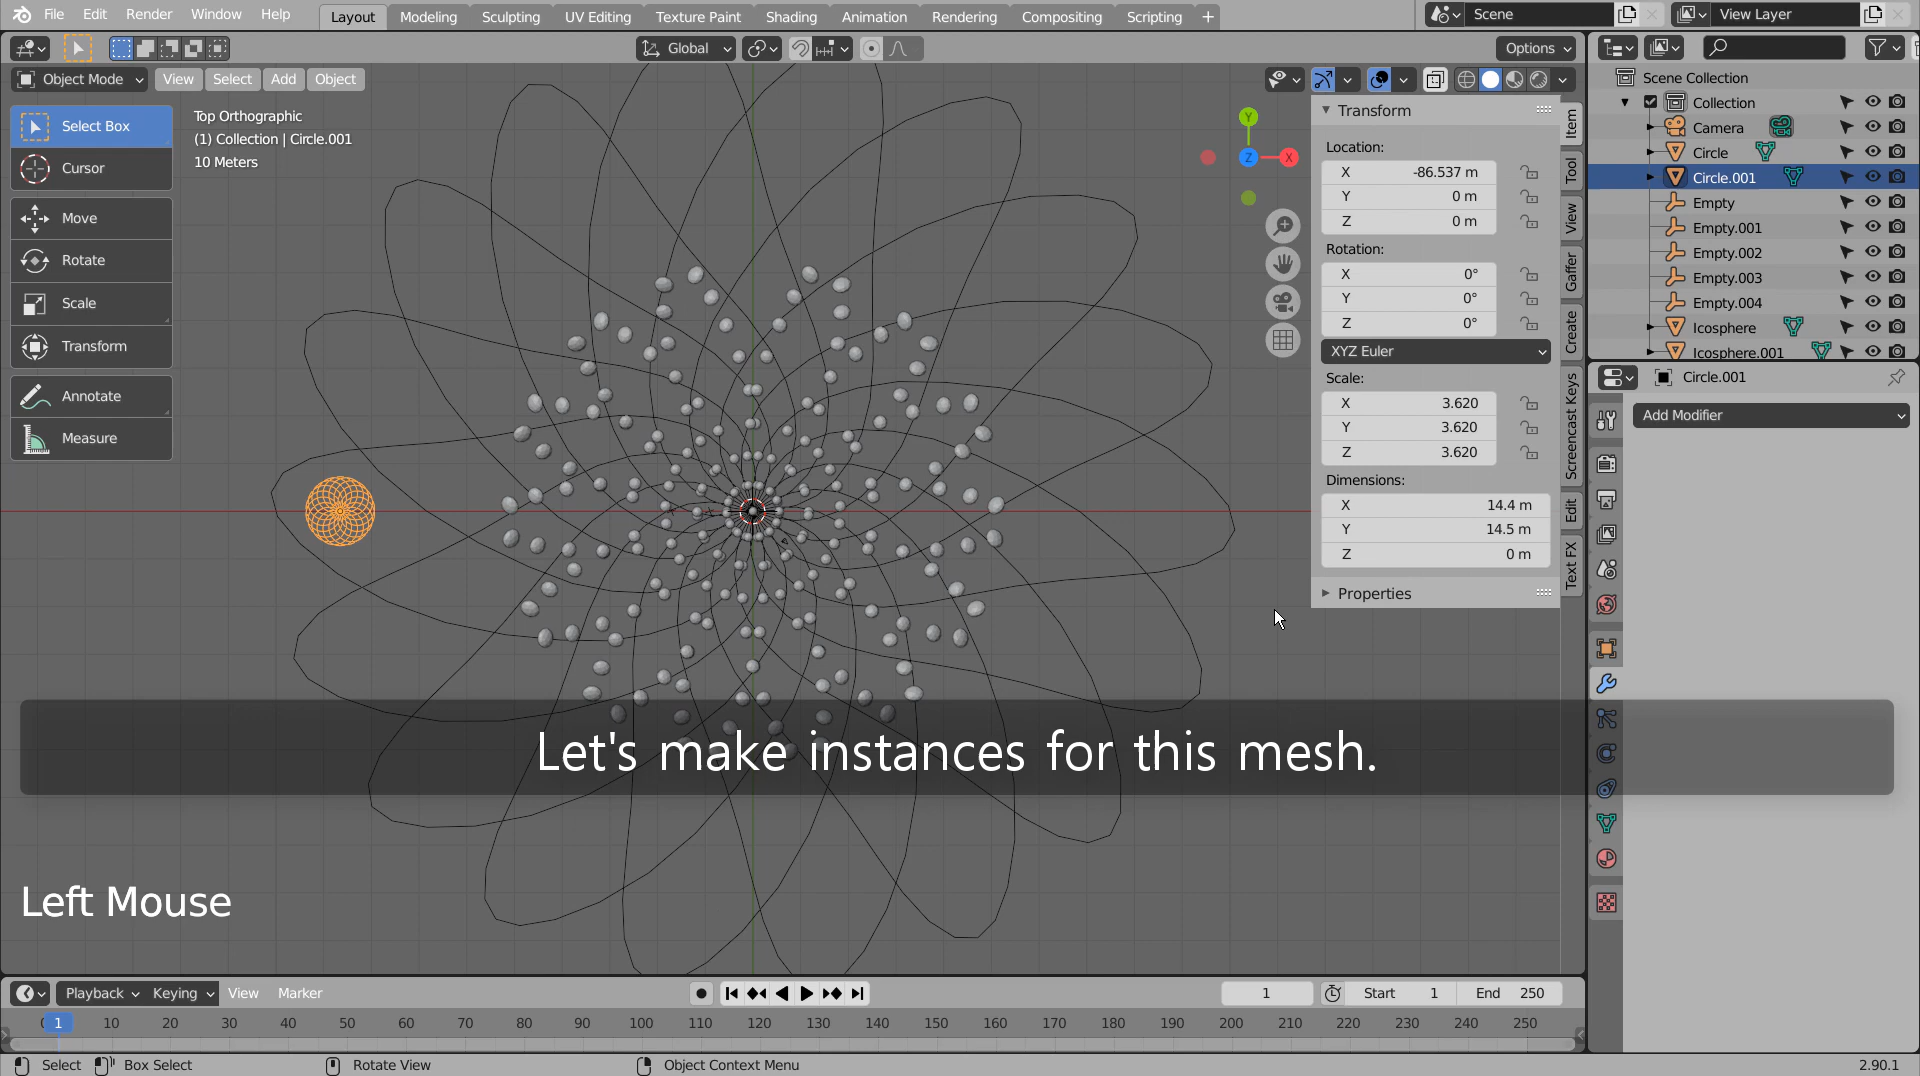 File Edit Render Window Help Layout Modeling Sculpting UV Editing Texture Paint Shading Animation Rendering Compositing Scripting + Scene View Layer
Global Options
Object Mode View Select Add Object
Select Box
Cursor
Move
Rotate
Scale
Transform
Annotate
Measure
Top Orthographic
(1) Collection | Circle.001
10 Meters
Y
Z
X
Transform
Location:
X -86.537 m
Y 0 m
Z 0 m
Rotation:
X 0°
Y 0°
Z 0°
XYZ Euler
Scale:
X 3.620
Y 3.620
Z 3.620
Dimensions:
X 14.4 m
Y 14.5 m
Z 0 m
Properties
Item
Tool
View
Gaffer
Create
Screencast Keys
Edit
Text FX
Scene Collection
Collection
Camera
Circle
Circle.001
Empty
Empty.001
Empty.002
Empty.003
Empty.004
Icosphere
Icosphere.001
Circle.001
Add Modifier
Let's make instances for this mesh.
Left Mouse
Playback Keying View Marker 1 Start 1 End 250
0 1 10 20 30 40 50 60 70 80 90 100 110 120 130 140 150 160 170 180 190 200 210 220 230 240 250
Select Box Select Rotate View Object Context Menu 2.90.1